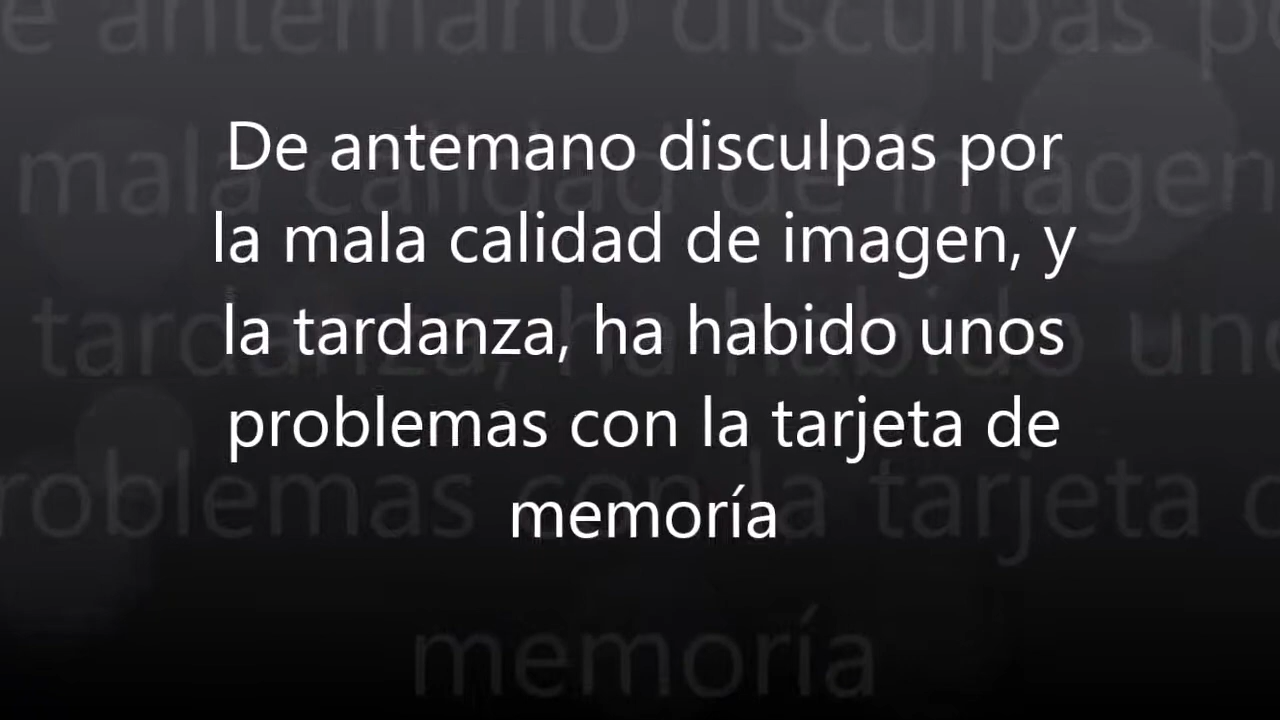 De antemano disculpas por
la mala calidad de imagen, y
la tardanza, ha habido unos
problemas con la tarjeta de
memoría